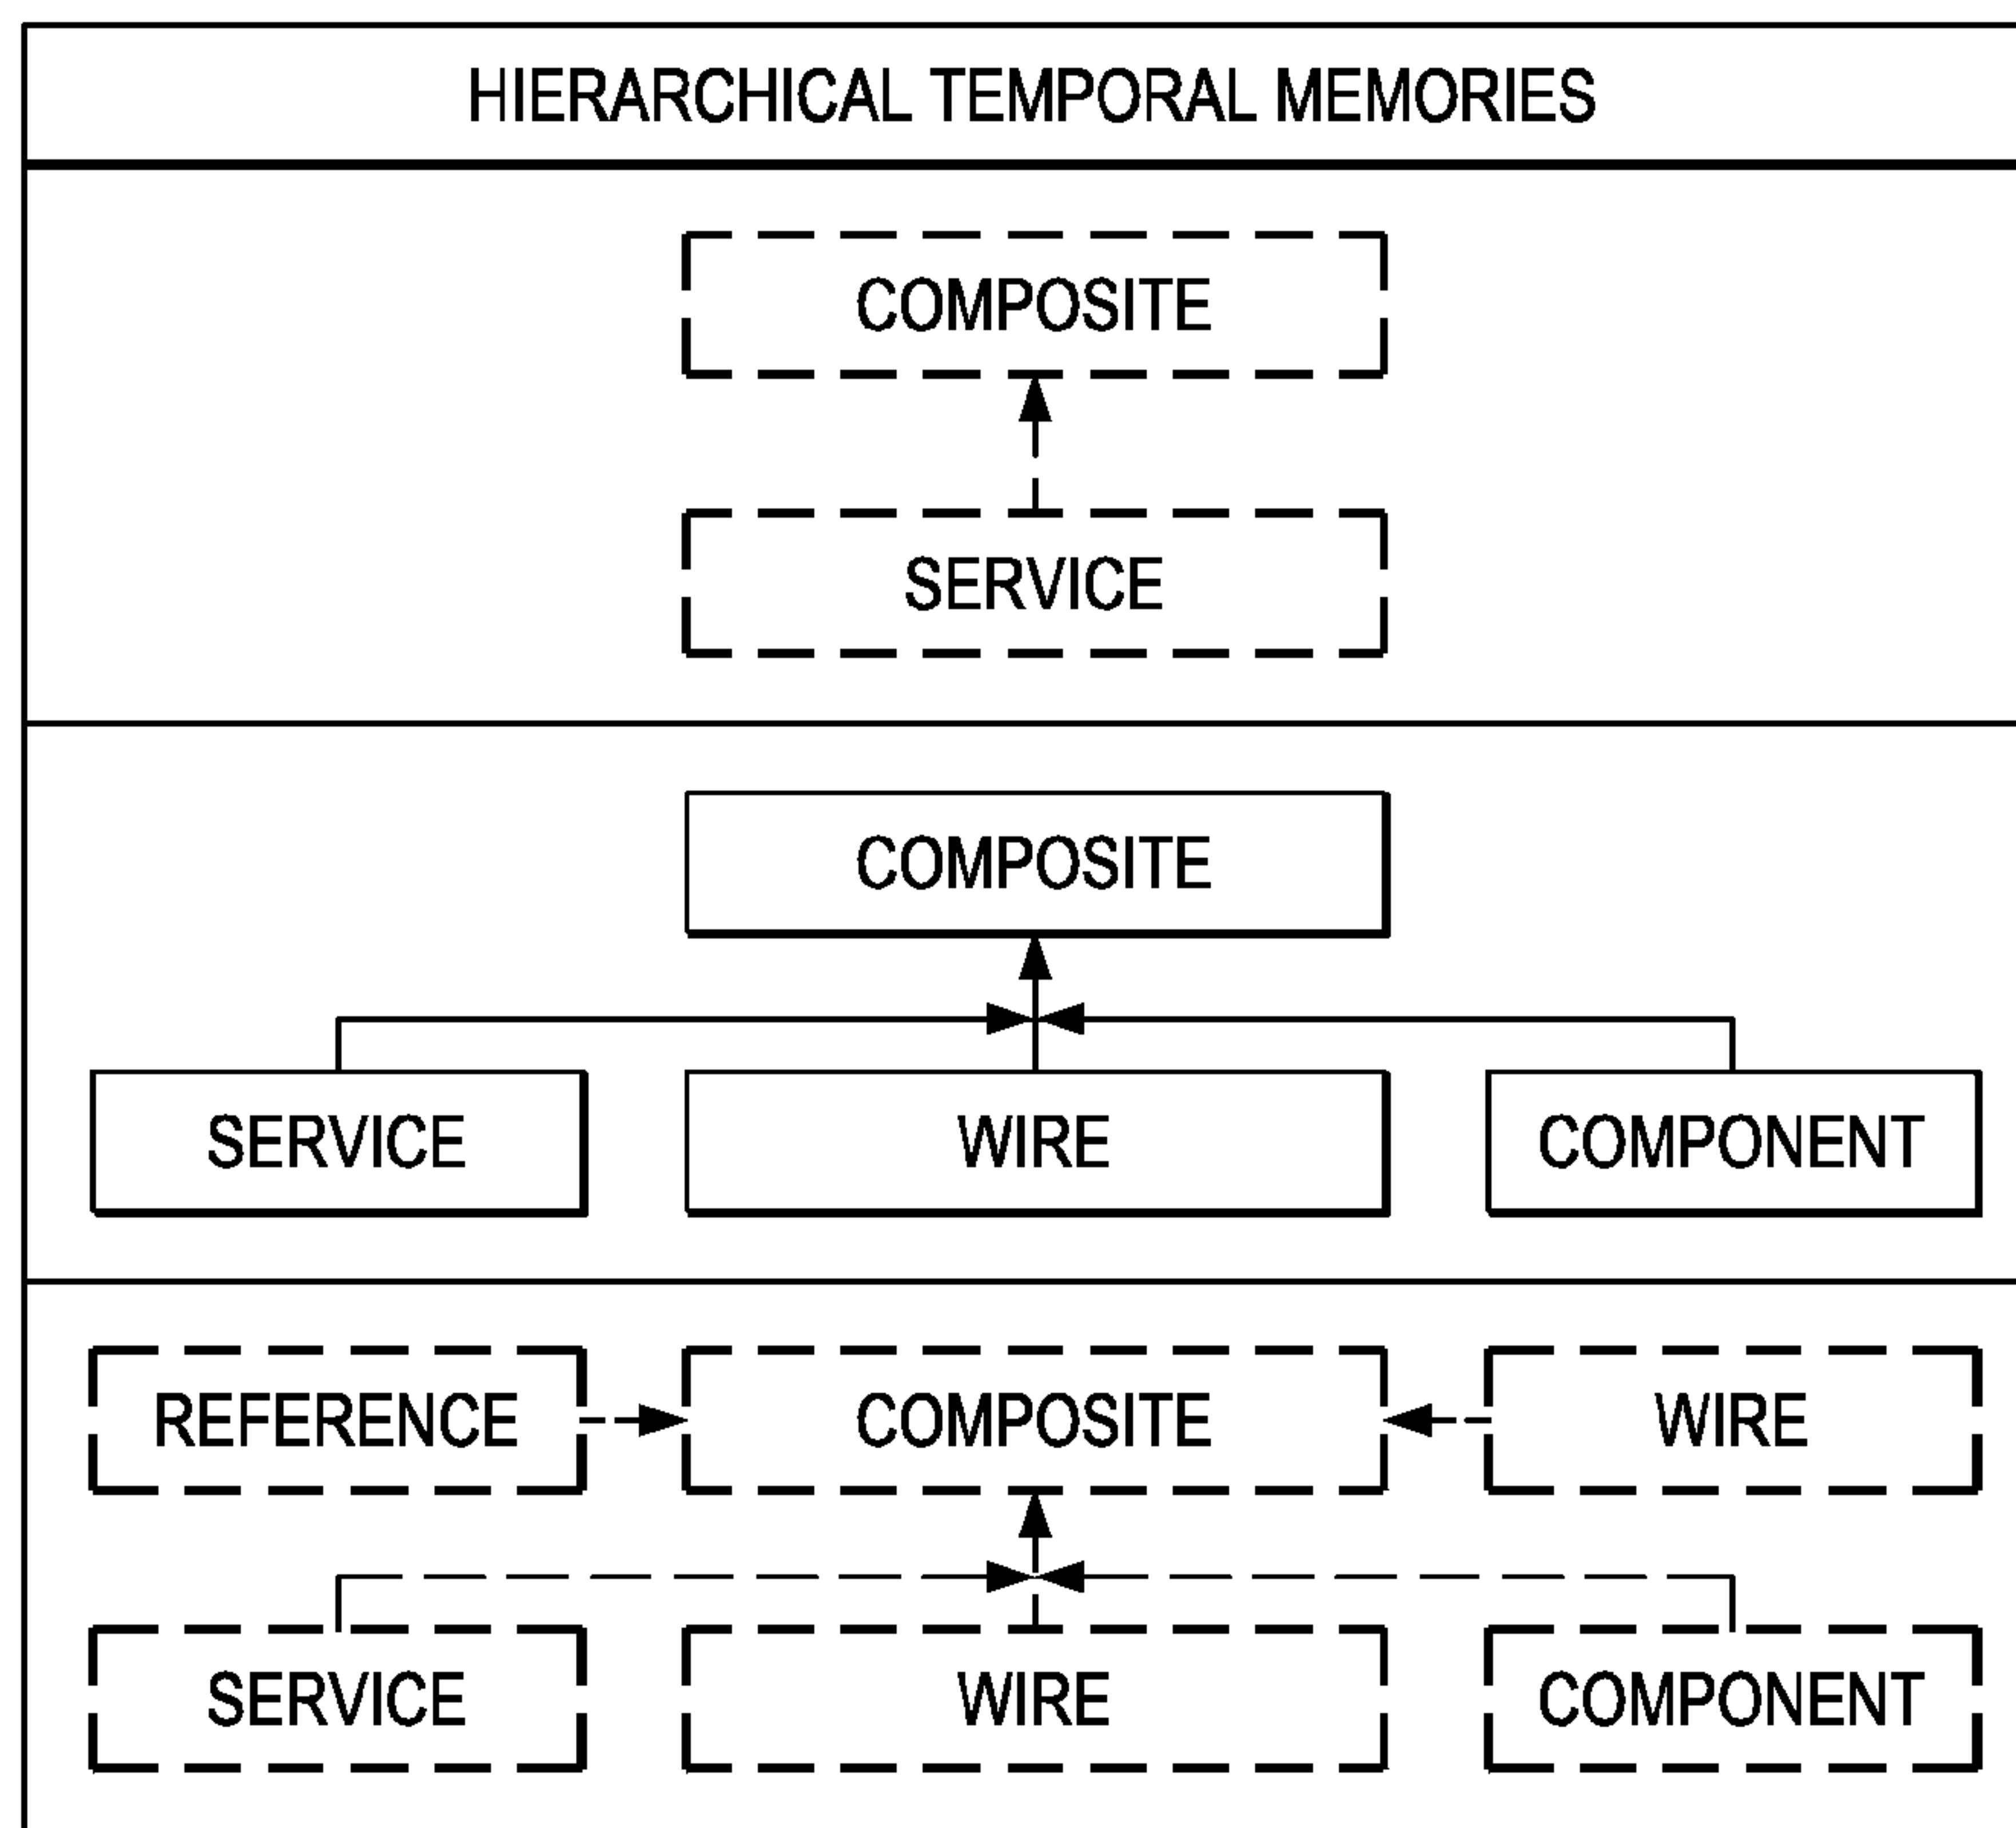 HIERARCHICAL TEMPORAL MEMORIES
COMPOSITE
SERVICE
COMPOSITE
SERVICE WIRE COMPONENT
REFERENCE COMPOSITE WIRE
SERVICE WIRE COMPONENT